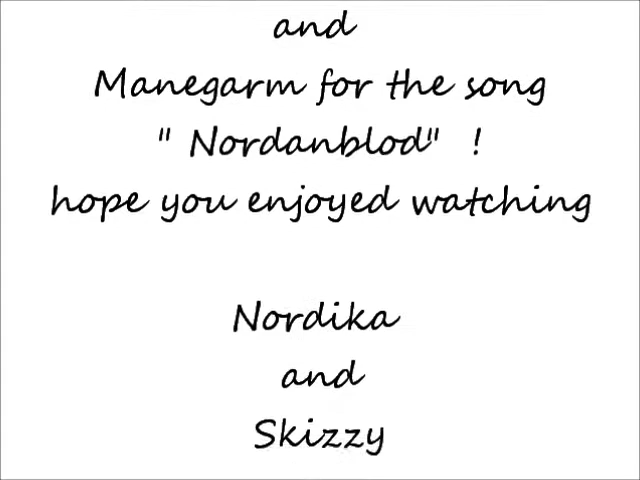 and
Manegarm for the song
" Nordanblod" !
hope you enjoyed watching
Nordika
and
Skizzy